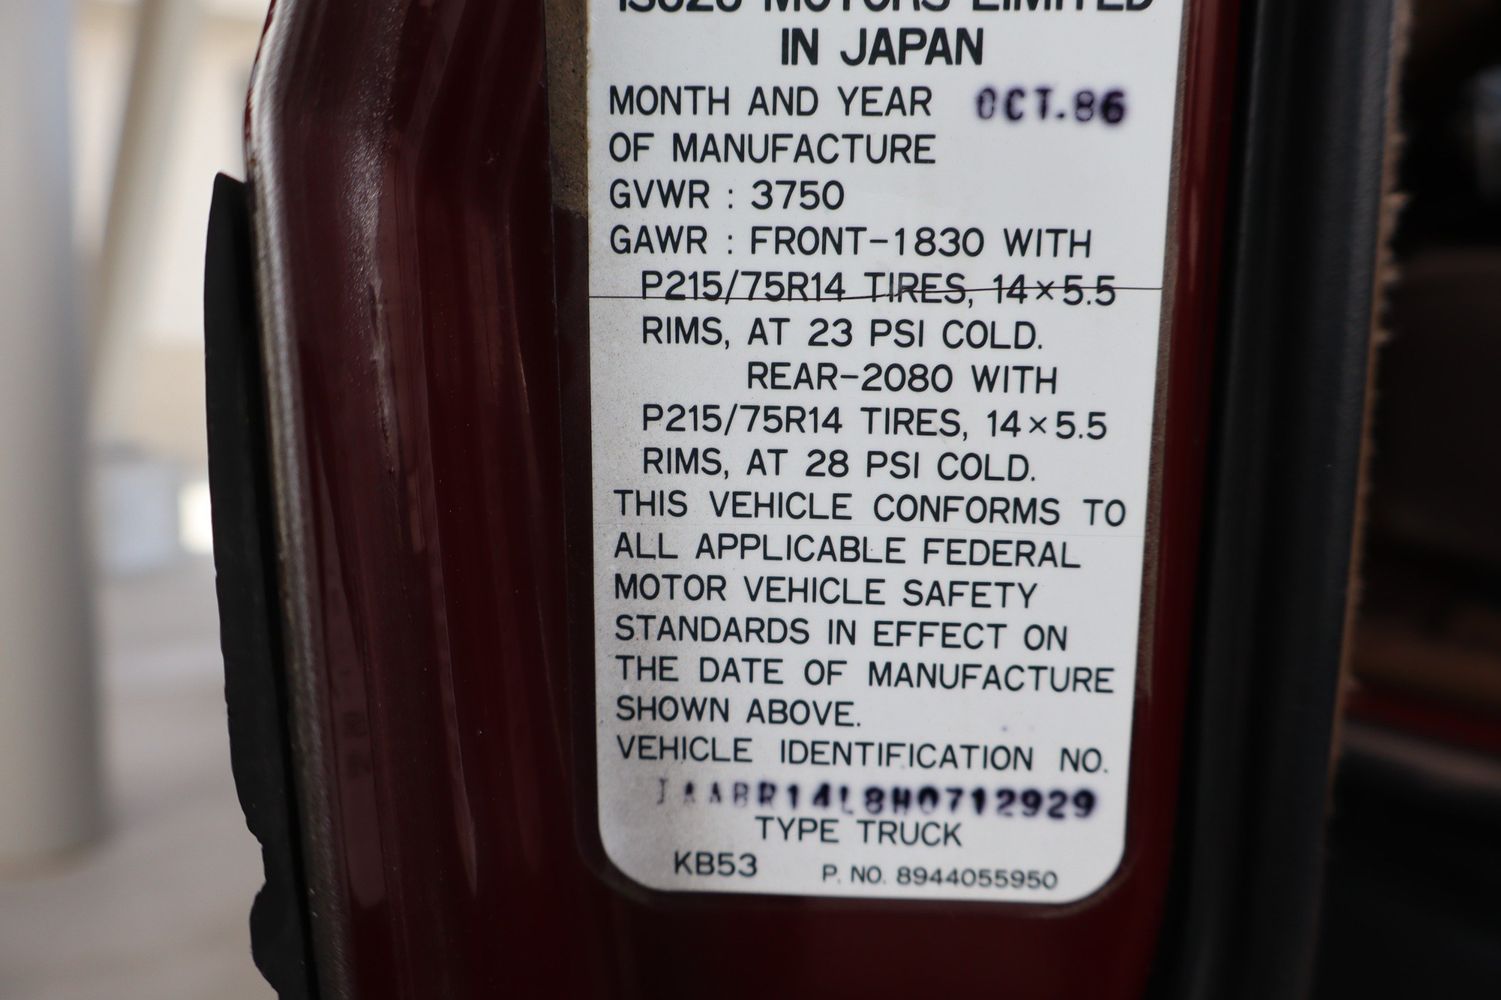 ISUZU MOTORS LIMITED
IN JAPAN
MONTH AND YEAR OCT.86
OF MANUFACTURE
GVWR : 3750
GAWR : FRONT-1830 WITH
P215/75R14 TIRES, 14×5.5
RIMS, AT 23 PSI COLD.
REAR-2080 WITH
P215/75R14 TIRES, 14×5.5
RIMS, AT 28 PSI COLD.
THIS VEHICLE CONFORMS TO
ALL APPLICABLE FEDERAL
MOTOR VEHICLE SAFETY
STANDARDS IN EFFECT ON
THE DATE OF MANUFACTURE
SHOWN ABOVE.
VEHICLE IDENTIFICATION NO.
JAABR14L8H0712929
TYPE TRUCK
KB53 P. NO. 8944055950